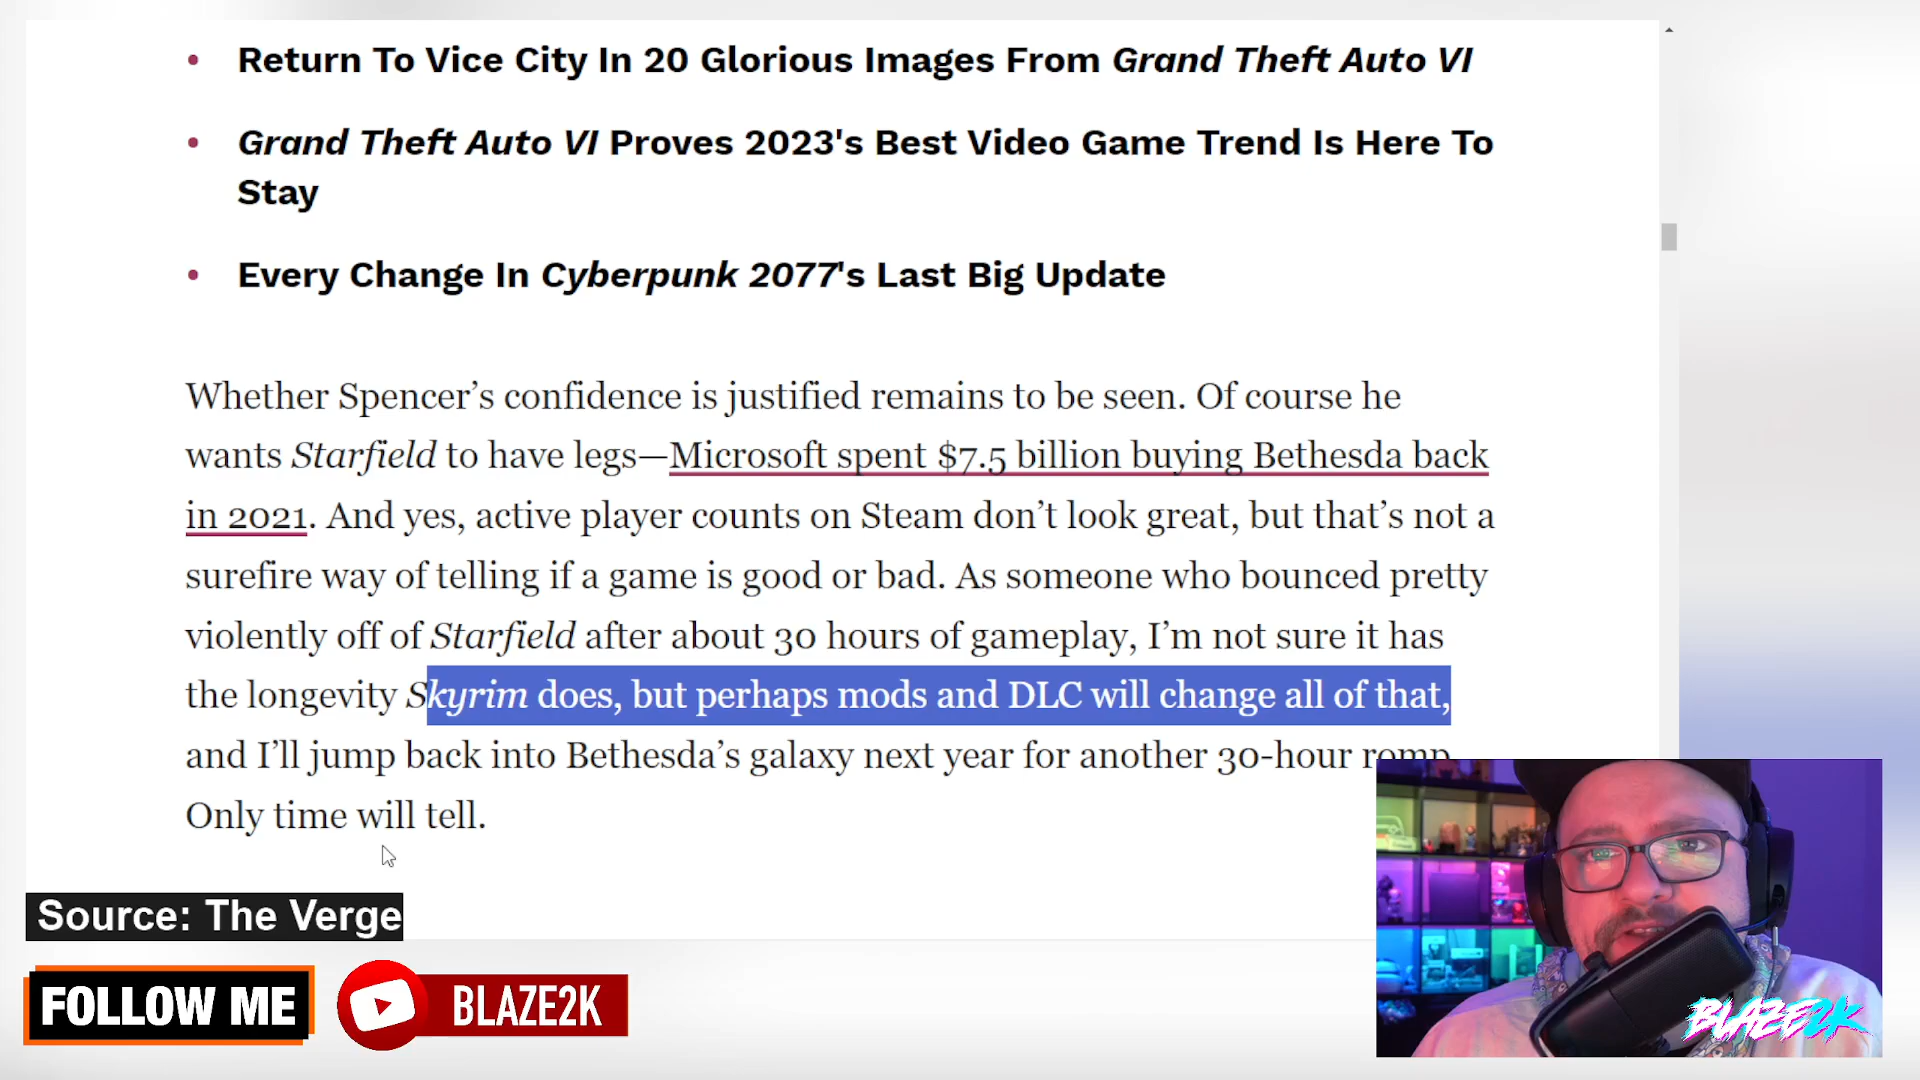 • Return To Vice City In 20 Glorious Images From Grand Theft Auto VI
• Grand Theft Auto VI Proves 2023's Best Video Game Trend Is Here To
Stay
• Every Change In Cyberpunk 2077's Last Big Update
Whether Spencer’s confidence is justified remains to be seen. Of course he
wants Starfield to have legs—Microsoft spent $7.5 billion buying Bethesda back
in 2021. And yes, active player counts on Steam don’t look great, but that’s not a
surefire way of telling if a game is good or bad. As someone who bounced pretty
violently off of Starfield after about 30 hours of gameplay, I’m not sure it has
the longevity Skyrim does, but perhaps mods and DLC will change all of that,
and I’ll jump back into Bethesda’s galaxy next year for another 30-hour romp.
Only time will tell.
Source: The Verge
FOLLOW ME
BLAZE2K
BLAZE2K